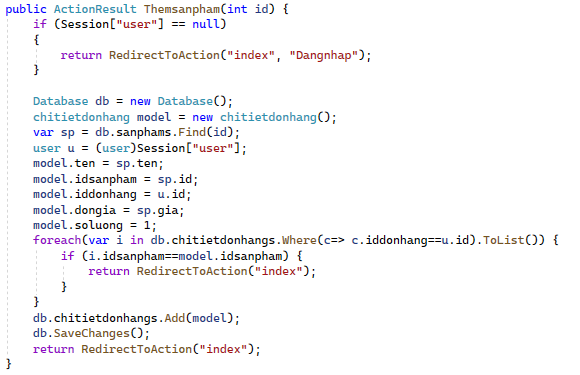 public ActionResult Themsanpham(int id) {
    if (Session["user"] == null)
    {
        return RedirectToAction("index", "Dangnhap");
    }

    Database db = new Database();
    chitietdonhang model = new chitietdonhang();
    var sp = db.sanphams.Find(id);
    user u = (user)Session["user"];
    model.ten = sp.ten;
    model.idsanpham = sp.id;
    model.iddonhang = u.id;
    model.dongia = sp.gia;
    model.soluong = 1;
    foreach(var i in db.chitietdonhangs.Where(c=> c.iddonhang==u.id).ToList()) {
        if (i.idsanpham==model.idsanpham) {
            return RedirectToAction("index");
        }
    }
    db.chitietdonhangs.Add(model);
    db.SaveChanges();
    return RedirectToAction("index");
}